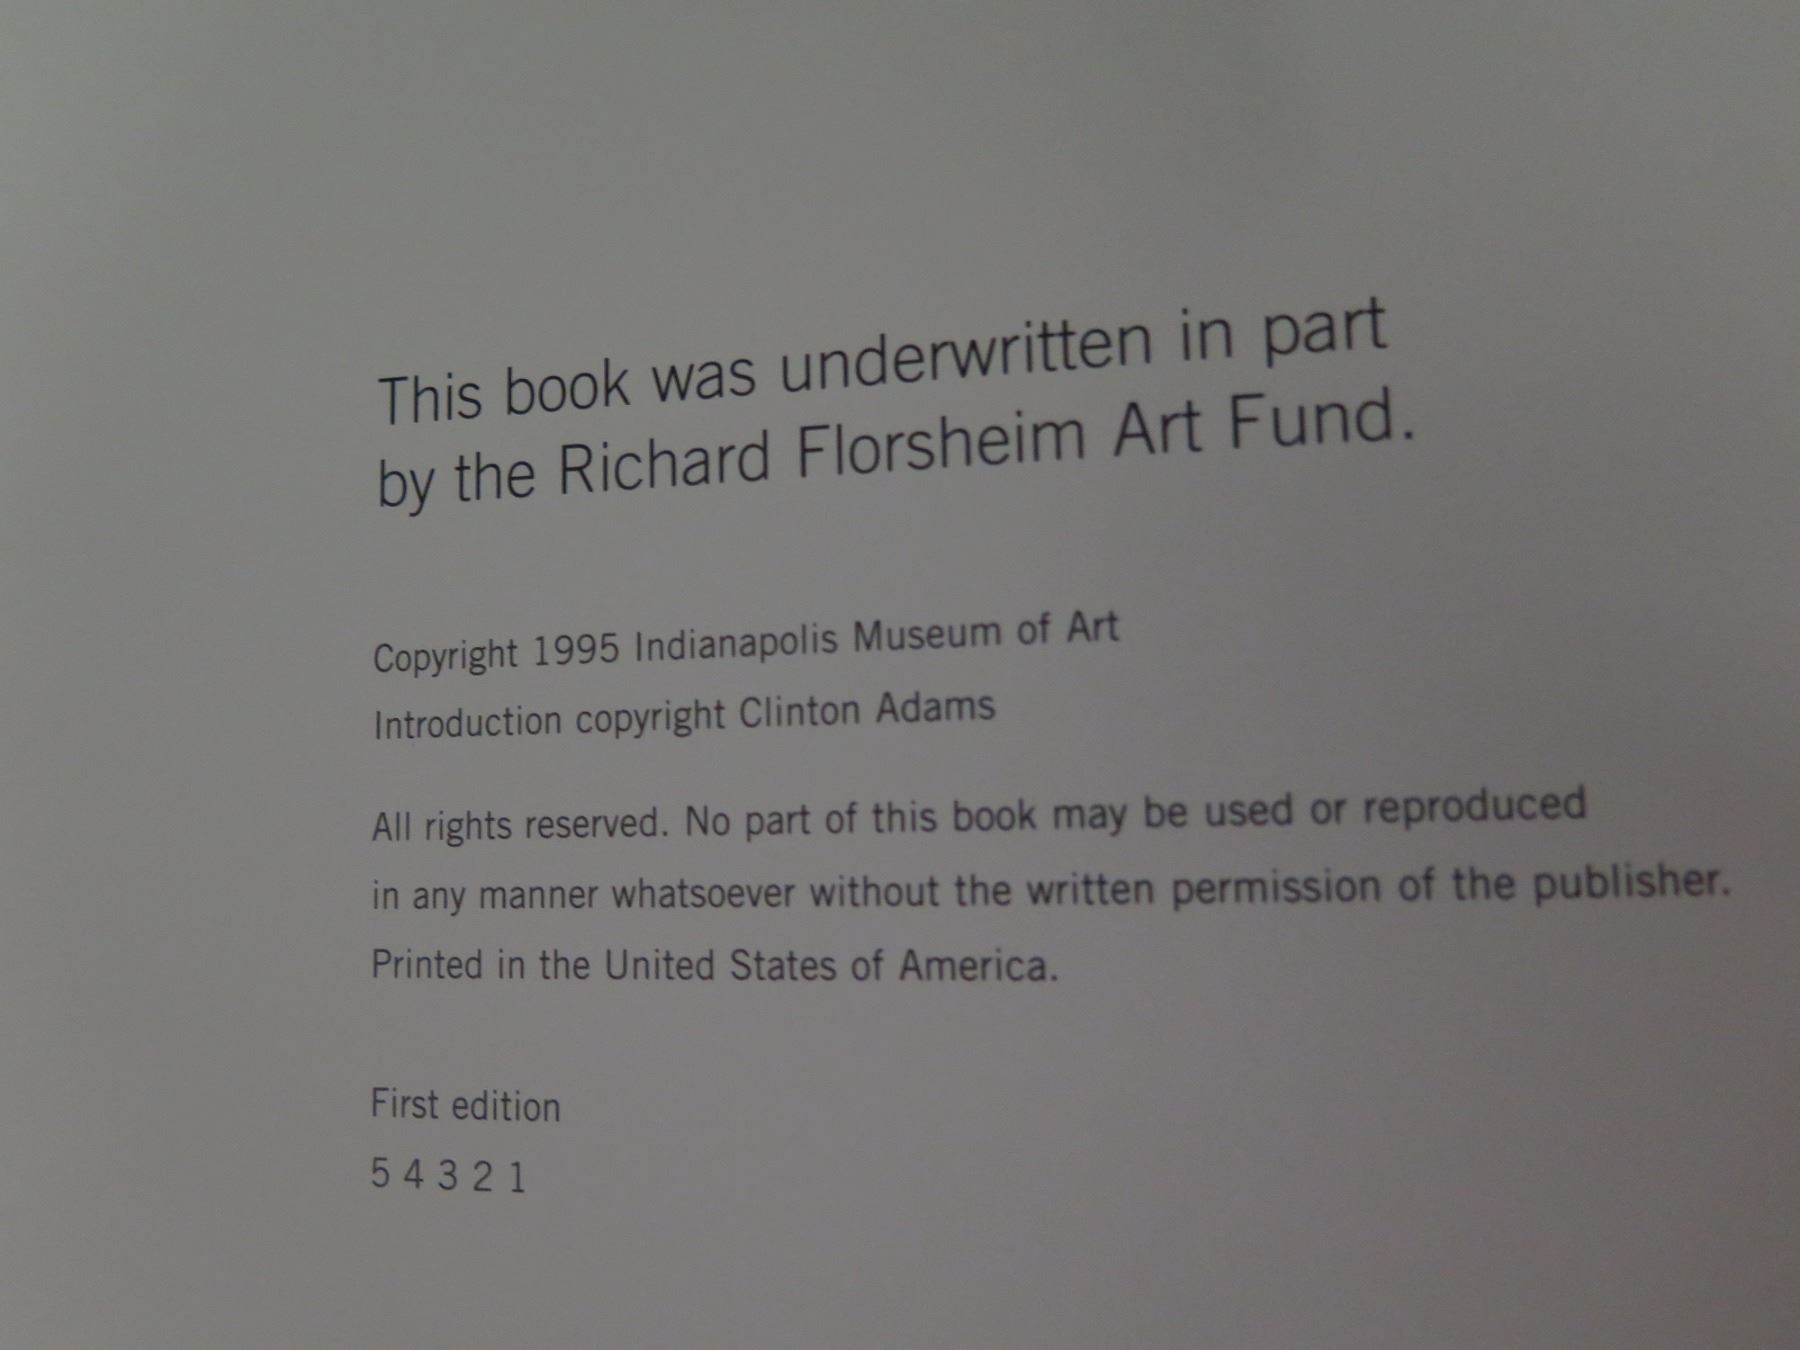 This book was underwritten in part
by the Richard Florsheim Art Fund.
Copyright 1995 Indianapolis Museum of Art
Introduction copyright Clinton Adams
All rights reserved. No part of this book may be used or reproduced
in any manner whatsoever without the written permission of the publisher.
Printed in the United States of America.
First edition
5 4 3 2 1